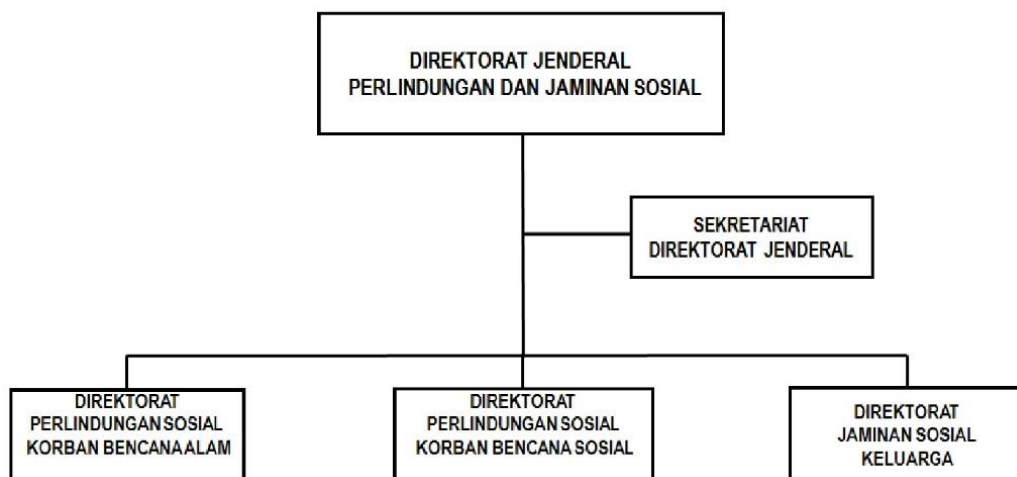 DIREKTORAT JENDERAL
PERLINDUNGAN DAN JAMINAN SOSIAL
SEKRETARIAT
DIREKTORAT JENDERAL
DIREKTORAT
PERLINDUNGAN SOSIAL
KORBAN BENCANA ALAM
DIREKTORAT
PERLINDUNGAN SOSIAL
KORBAN BENCANA SOSIAL
DIREKTORAT
JAMINAN SOSIAL
KELUARGA